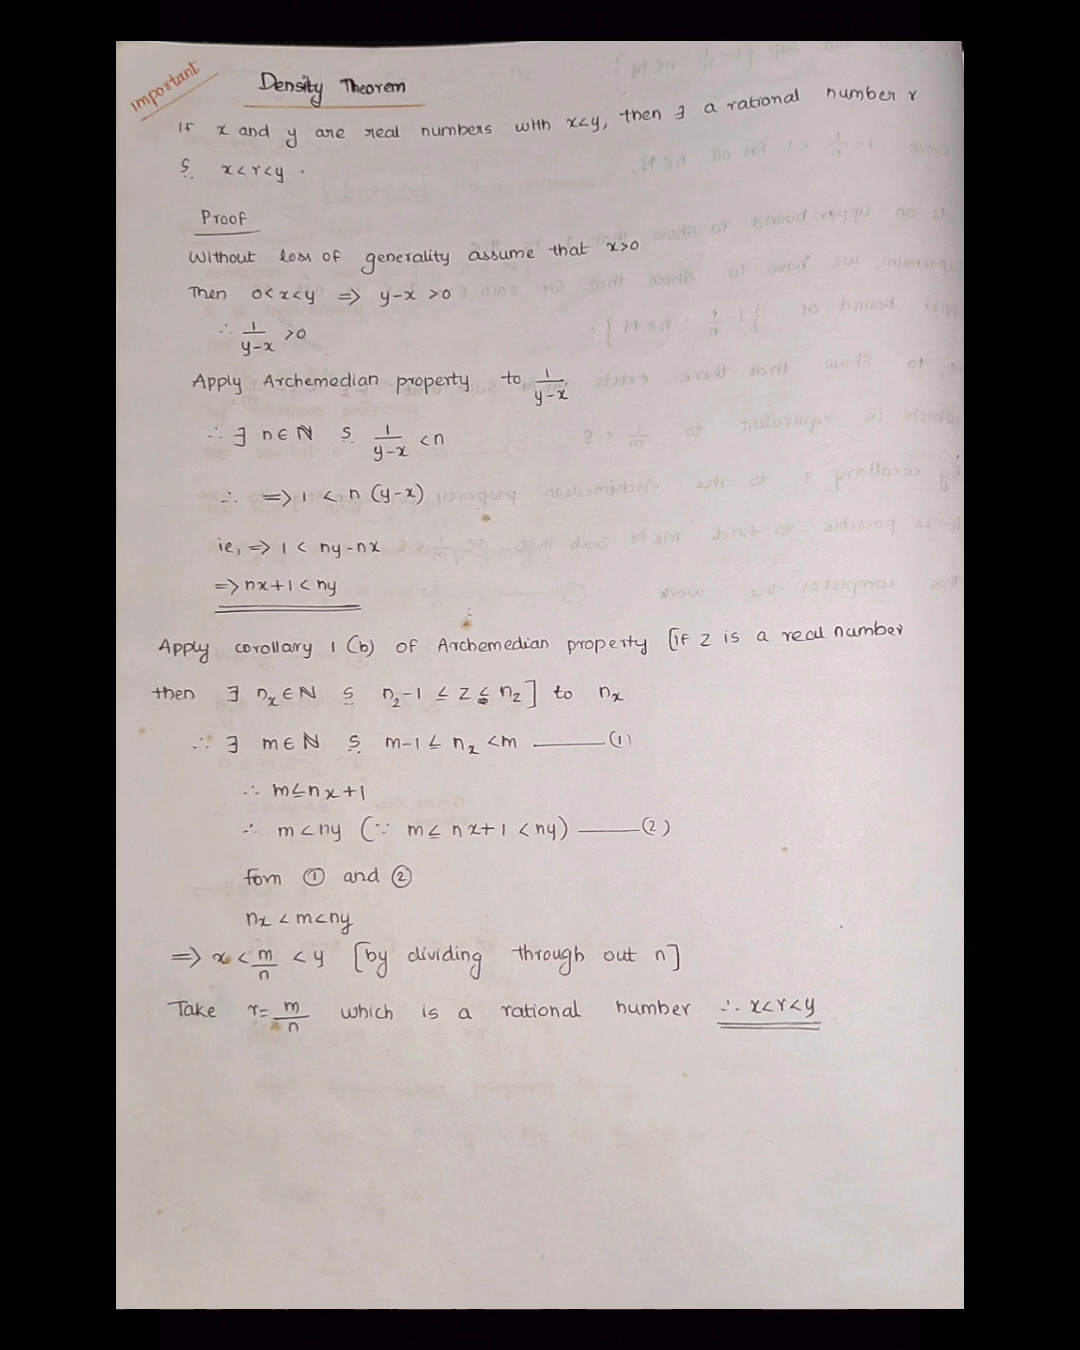 Important
Density Theorem
If x and y are real numbers with x<y, then ∃ a rational number r
S. x<r<y.
Proof
Without loss of generality assume that x>0
Then 0<x<y ⇒ y-x >0
∴ 1/(y-x) >0
Apply Archemedian property to 1/(y-x)
∴ ∃ n∈ℕ S. 1/(y-x) <n
∴ ⇒ 1 < n (y-x)
ie, ⇒ 1 < ny-nx
⇒ nx+1 < ny
Apply corollary 1 (b) of Archemedian property [if z is a real number
then ∃ nₓ∈ℕ S. n₂-1 ≤ z ≤ n₂] to nx
∴ ∃ m∈ℕ S. m-1 ≤ nx <m —— (1)
∴ m≤nx+1
∴ m<ny (∵ m≤ nx+1 <ny) —— (2)
forn ① and ②
nx < m<ny
⇒ x < m/n < y [by dividing through out n]
Take r= m/n which is a rational number ∴ x<r<y